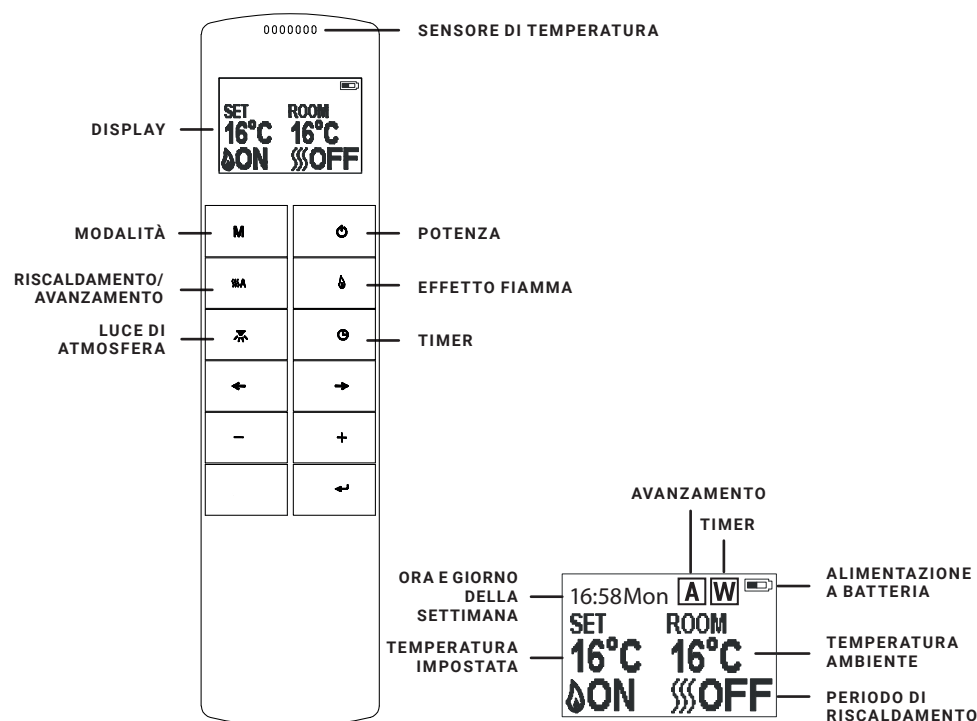 SENSORE DI TEMPERATURA
DISPLAY
SET ROOM
16°C 16°C
ON OFF
MODALITÀ
M
POTENZA
RISCALDAMENTO/
AVANZAMENTO
A
EFFETTO FIAMMA
LUCE DI
ATMOSFERA
TIMER
-
+
AVANZAMENTO
TIMER
ORA E GIORNO
DELLA
SETTIMANA
16:58Mon A W
ALIMENTAZIONE
A BATTERIA
SET ROOM
16°C 16°C
ON OFF
TEMPERATURA
IMPOSTATA
TEMPERATURA
AMBIENTE
PERIODO DI
RISCALDAMENTO